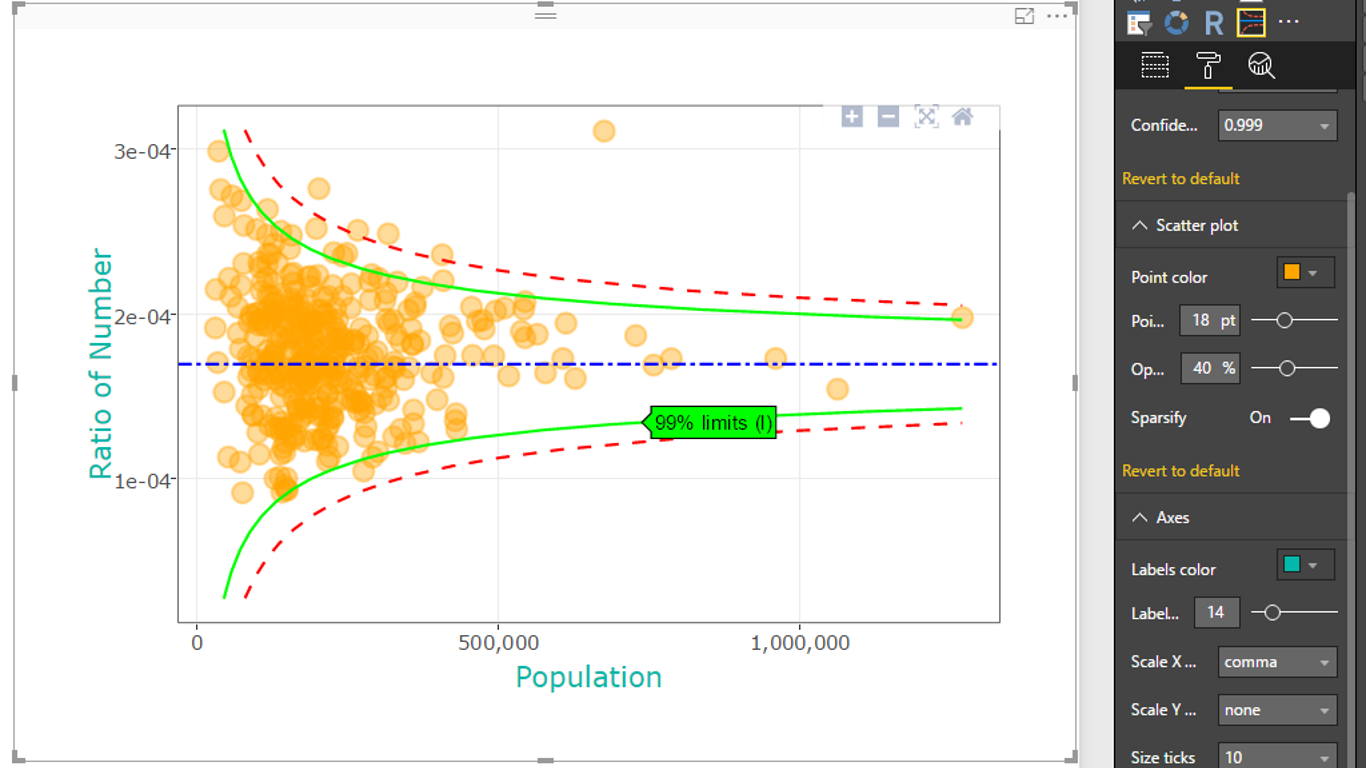 3e-04
2e-04
1e-04
Ratio of Number
99% limits (l)
0
500,000
1,000,000
Population
R
Confide... 0.999
Revert to default
Scatter plot
Point color
Poi... 18 pt
Op... 40 %
Sparsify On
Revert to default
Axes
Labels color
Label... 14
Scale X ... comma
Scale Y ... none
Size ticks 10